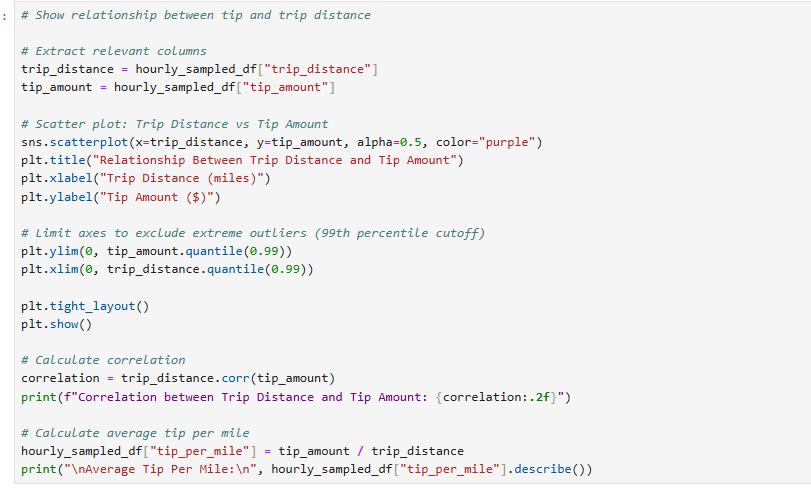 :
# Show relationship between tip and trip distance
# Extract relevant columns
trip_distance = hourly_sampled_df["trip_distance"]
tip_amount = hourly_sampled_df["tip_amount"]
# Scatter plot: Trip Distance vs Tip Amount
sns.scatterplot(x=trip_distance, y=tip_amount, alpha=0.5, color="purple")
plt.title("Relationship Between Trip Distance and Tip Amount")
plt.xlabel("Trip Distance (miles)")
plt.ylabel("Tip Amount ($)")
# Limit axes to exclude extreme outliers (99th percentile cutoff)
plt.ylim(0, tip_amount.quantile(0.99))
plt.xlim(0, trip_distance.quantile(0.99))
plt.tight_layout()
plt.show()
# Calculate correlation
correlation = trip_distance.corr(tip_amount)
print(f"Correlation between Trip Distance and Tip Amount: {correlation:.2f}")
# Calculate average tip per mile
hourly_sampled_df["tip_per_mile"] = tip_amount / trip_distance
print("\nAverage Tip Per Mile:\n", hourly_sampled_df["tip_per_mile"].describe())